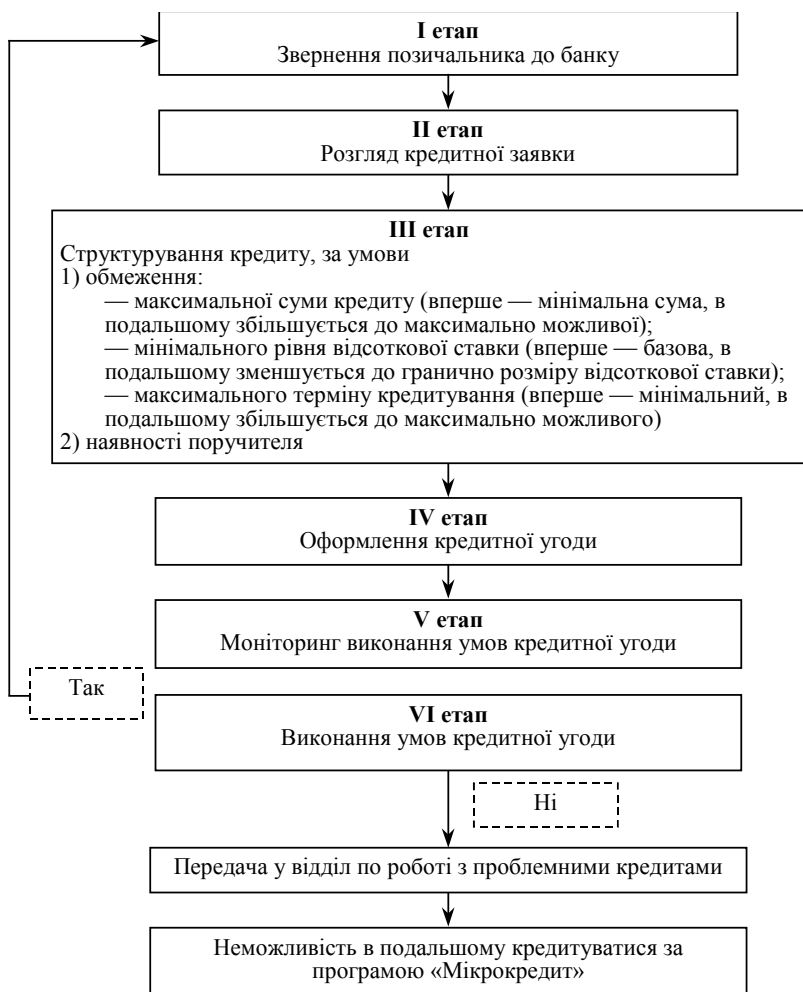 I етап
Звернення позичальника до банку
II етап
Розгляд кредитної заявки
III етап
Структурування кредиту, за умови
1) обмеження:
— максимальної суми кредиту (вперше — мінімальна сума, в
подальшому збільшується до максимально можливої);
— мінімального рівня відсоткової ставки (вперше — базова, в
подальшому зменшується до гранично розміру відсоткової ставки);
— максимального терміну кредитування (вперше — мінімальний, в
подальшому збільшується до максимально можливого)
2) наявності поручителя
IV етап
Оформлення кредитної угоди
V етап
Моніторинг виконання умов кредитної угоди
Так
VI етап
Виконання умов кредитної угоди
Ні
Передача у відділ по роботі з проблемними кредитами
Неможливість в подальшому кредитуватися за
програмою «Мікрокредит»